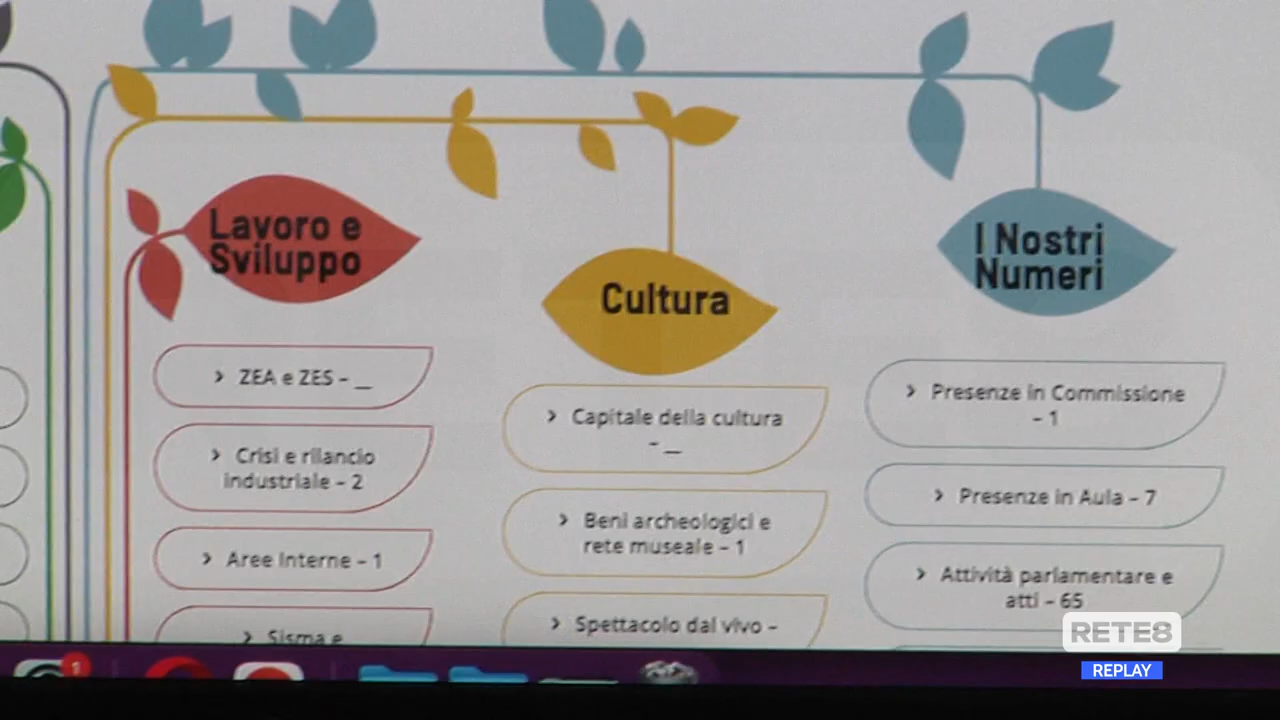 Lavoro e
Sviluppo
› ZEA e ZES – __
› Crisi e rilancio
industriale – 2
› Aree Interne – 1
› Sisma e
Cultura
› Capitale della cultura
– __
› Beni archeologici e
rete museale – 1
› Spettacolo dal vivo –
I Nostri
Numeri
› Presenze in Commissione
– 1
› Presenze in Aula – 7
› Attività parlamentare e
atti – 65
1
RETE8
REPLAY